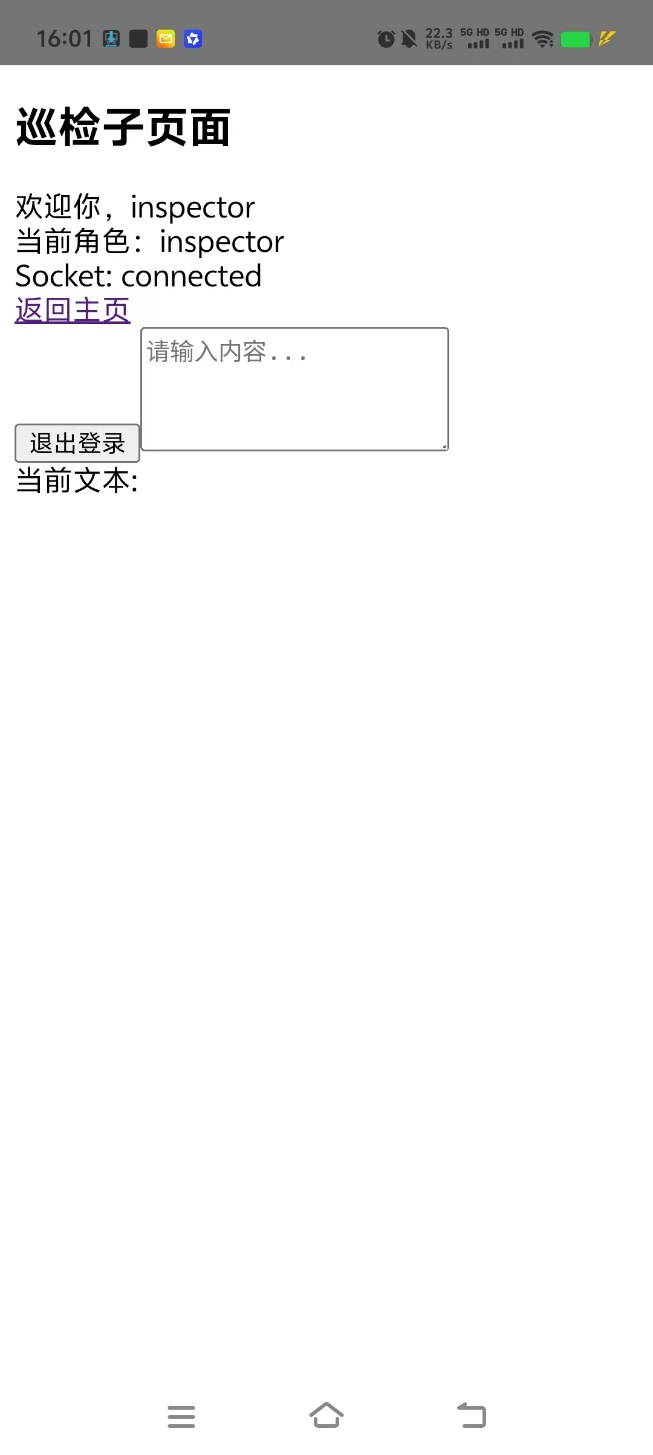 16:01
22.3 KB/s
5G HD 5G HD
巡检子页面
欢迎你，inspector
当前角色：inspector
Socket: connected
返回主页
请输入内容...
退出登录
当前文本: